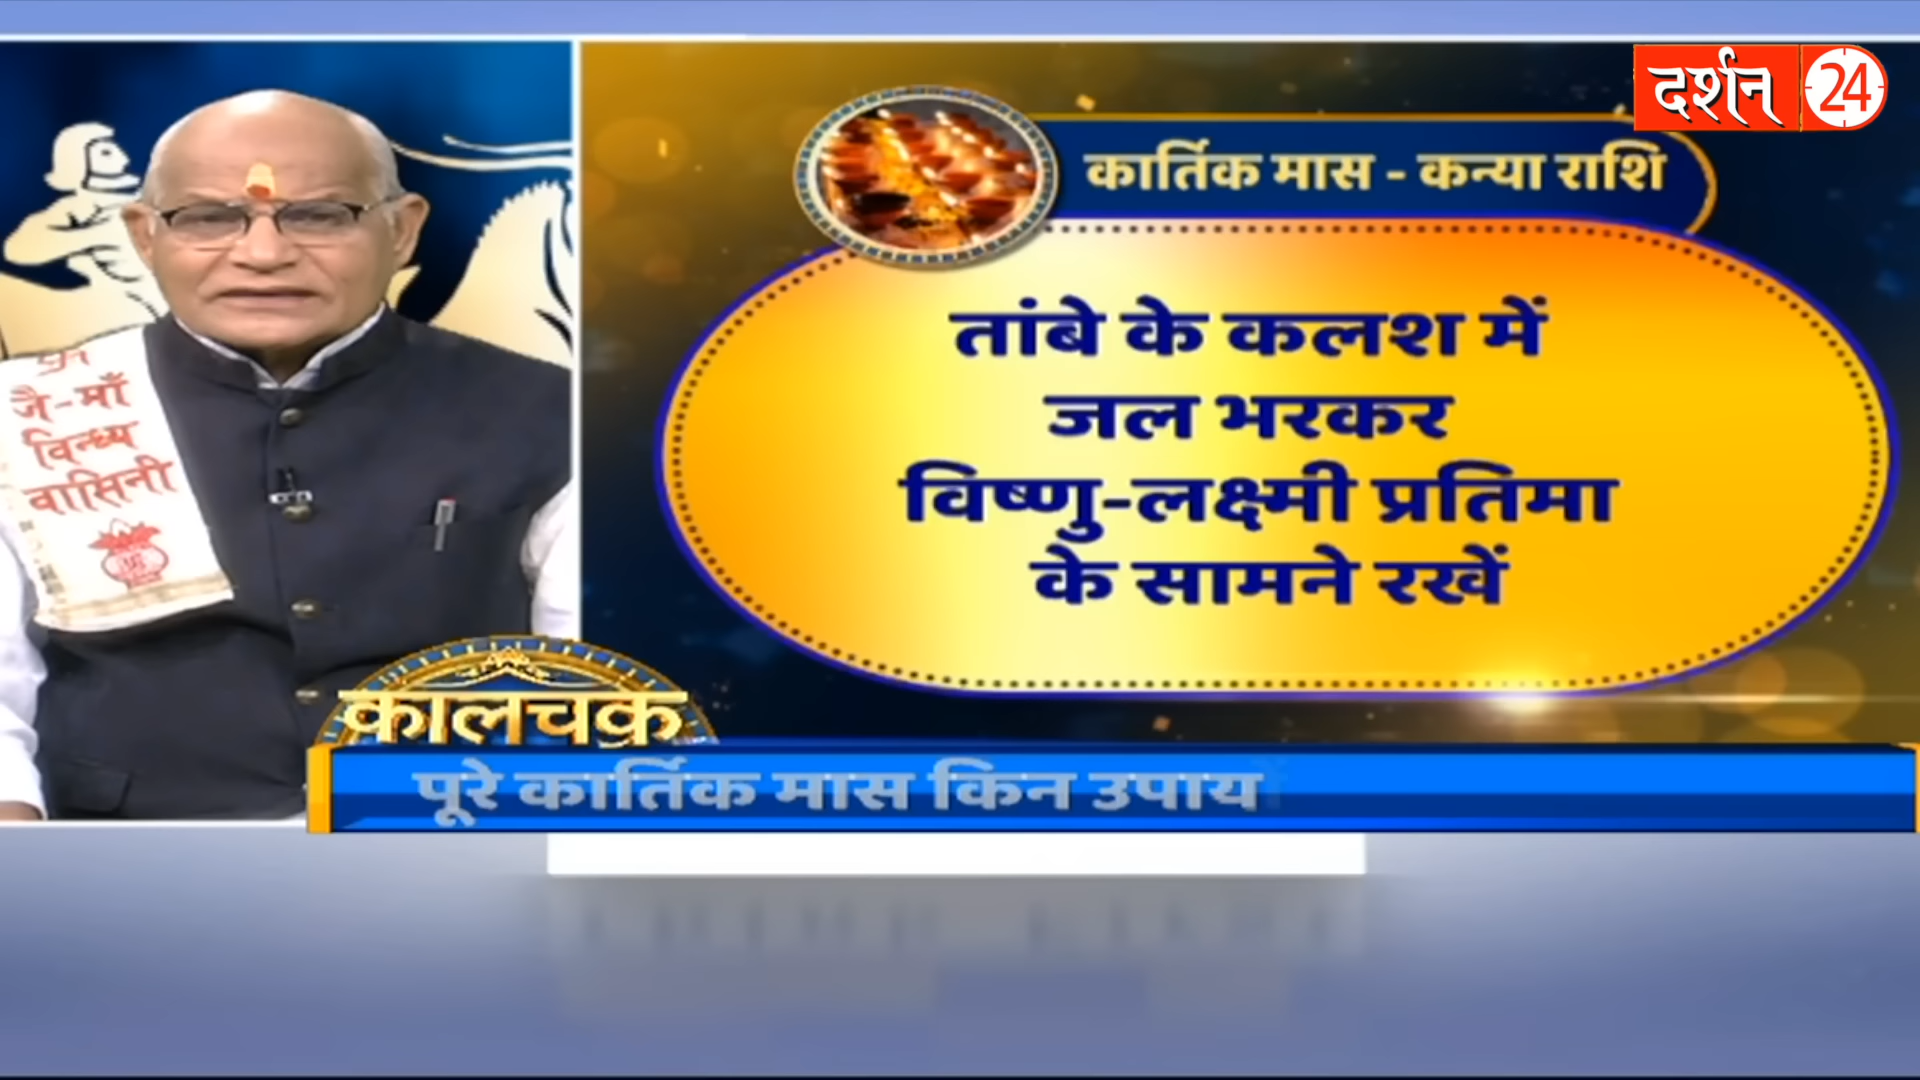 दर्शन 24
कार्तिक मास - कन्या राशि
तांबे के कलश में
जल भरकर
विष्णु-लक्ष्मी प्रतिमा
के सामने रखें
जै-माँ
विन्ध्य
वासिनी
कालचक्र
पूरे कार्तिक मास किन उपाय